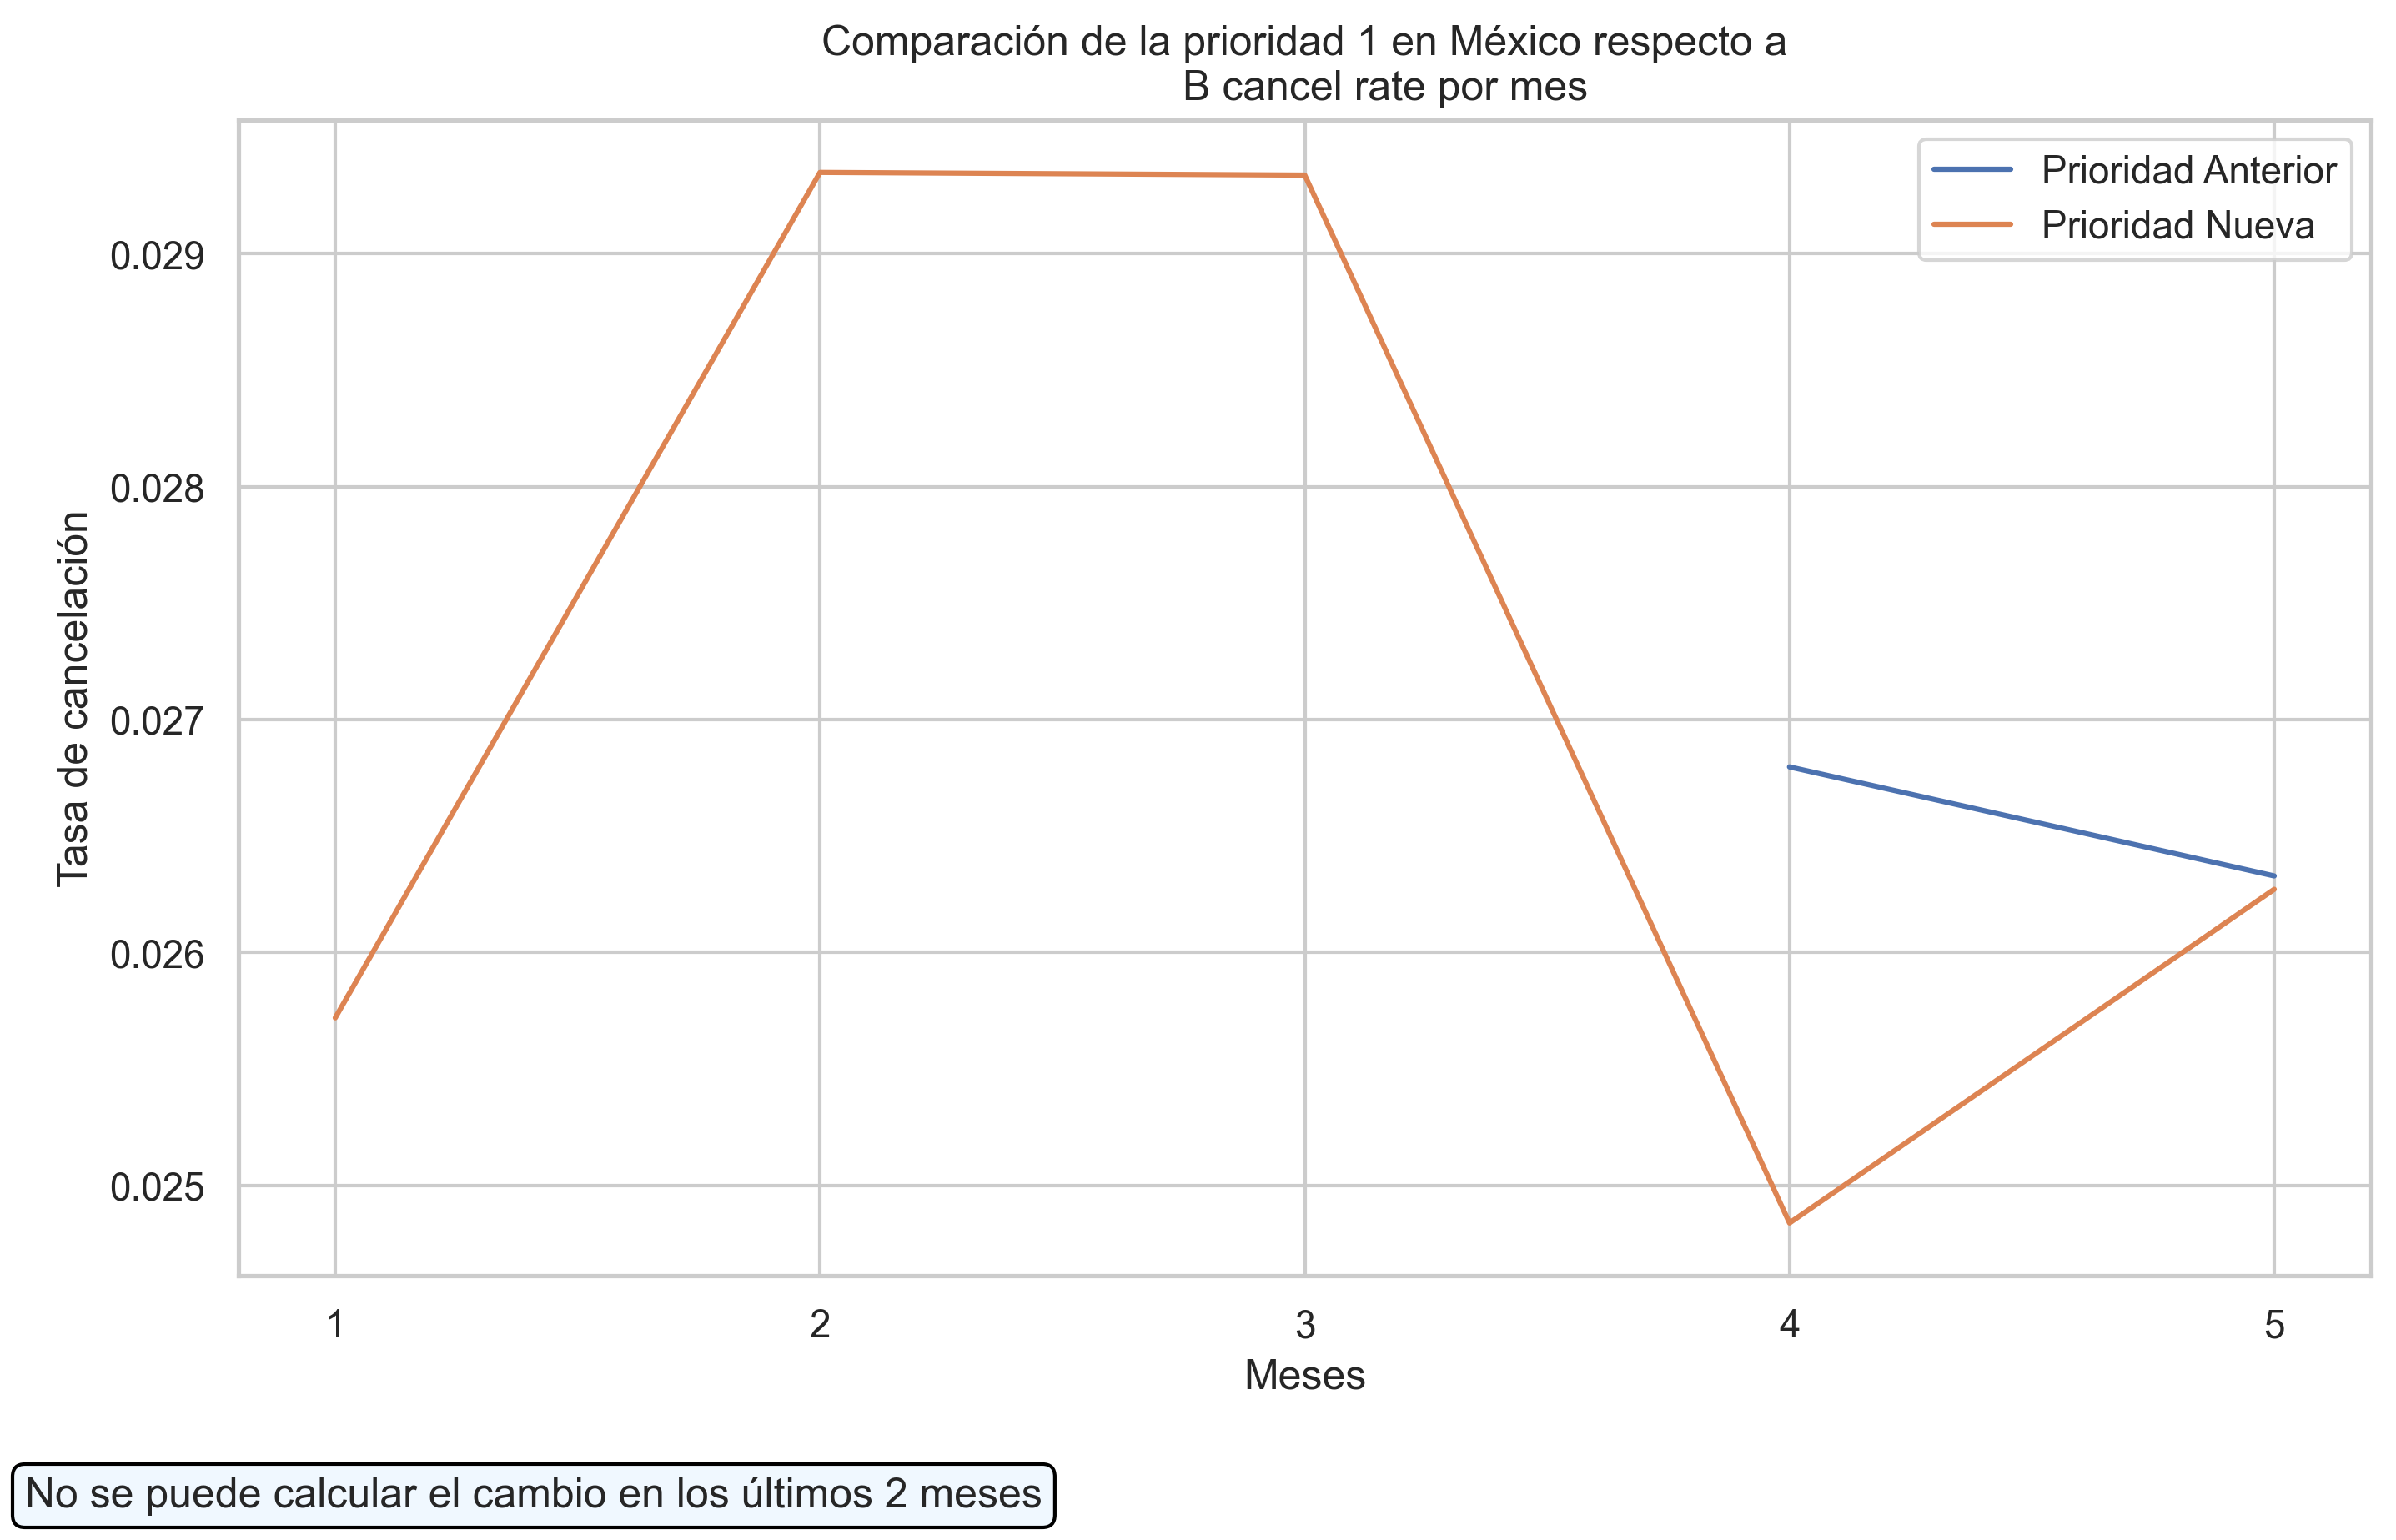 Comparación de la prioridad 1 en México respecto a
B cancel rate por mes
Prioridad Anterior
Prioridad Nueva
Tasa de cancelación
0.029
0.028
0.027
0.026
0.025
1 2 3 4 5
Meses
No se puede calcular el cambio en los últimos 2 meses